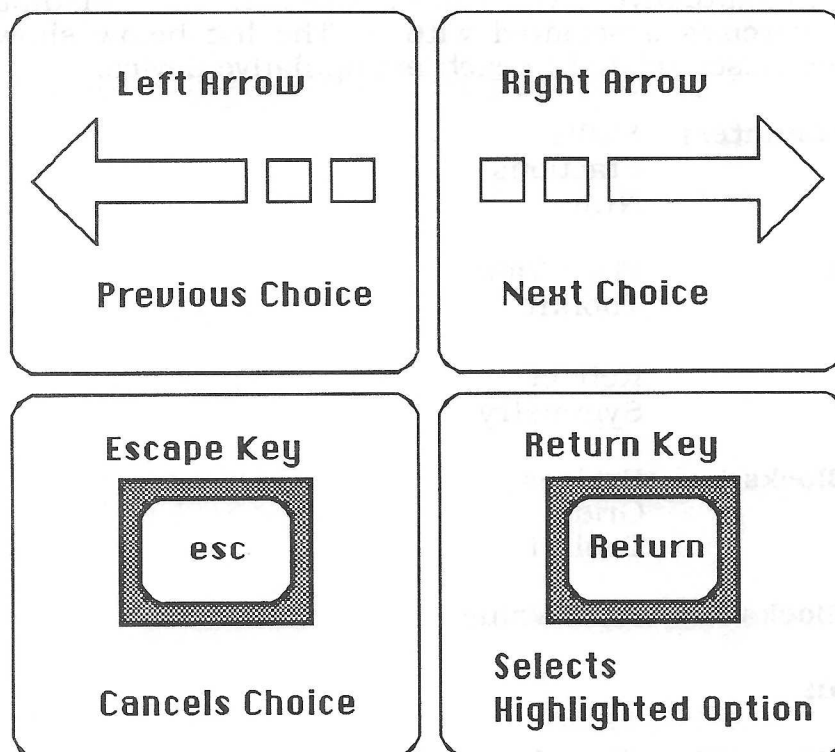 Left Arrow
Previous Choice
Right Arrow
Next Choice
Escape Key
esc
Cancels Choice
Return Key
Return
Selects
Highlighted Option